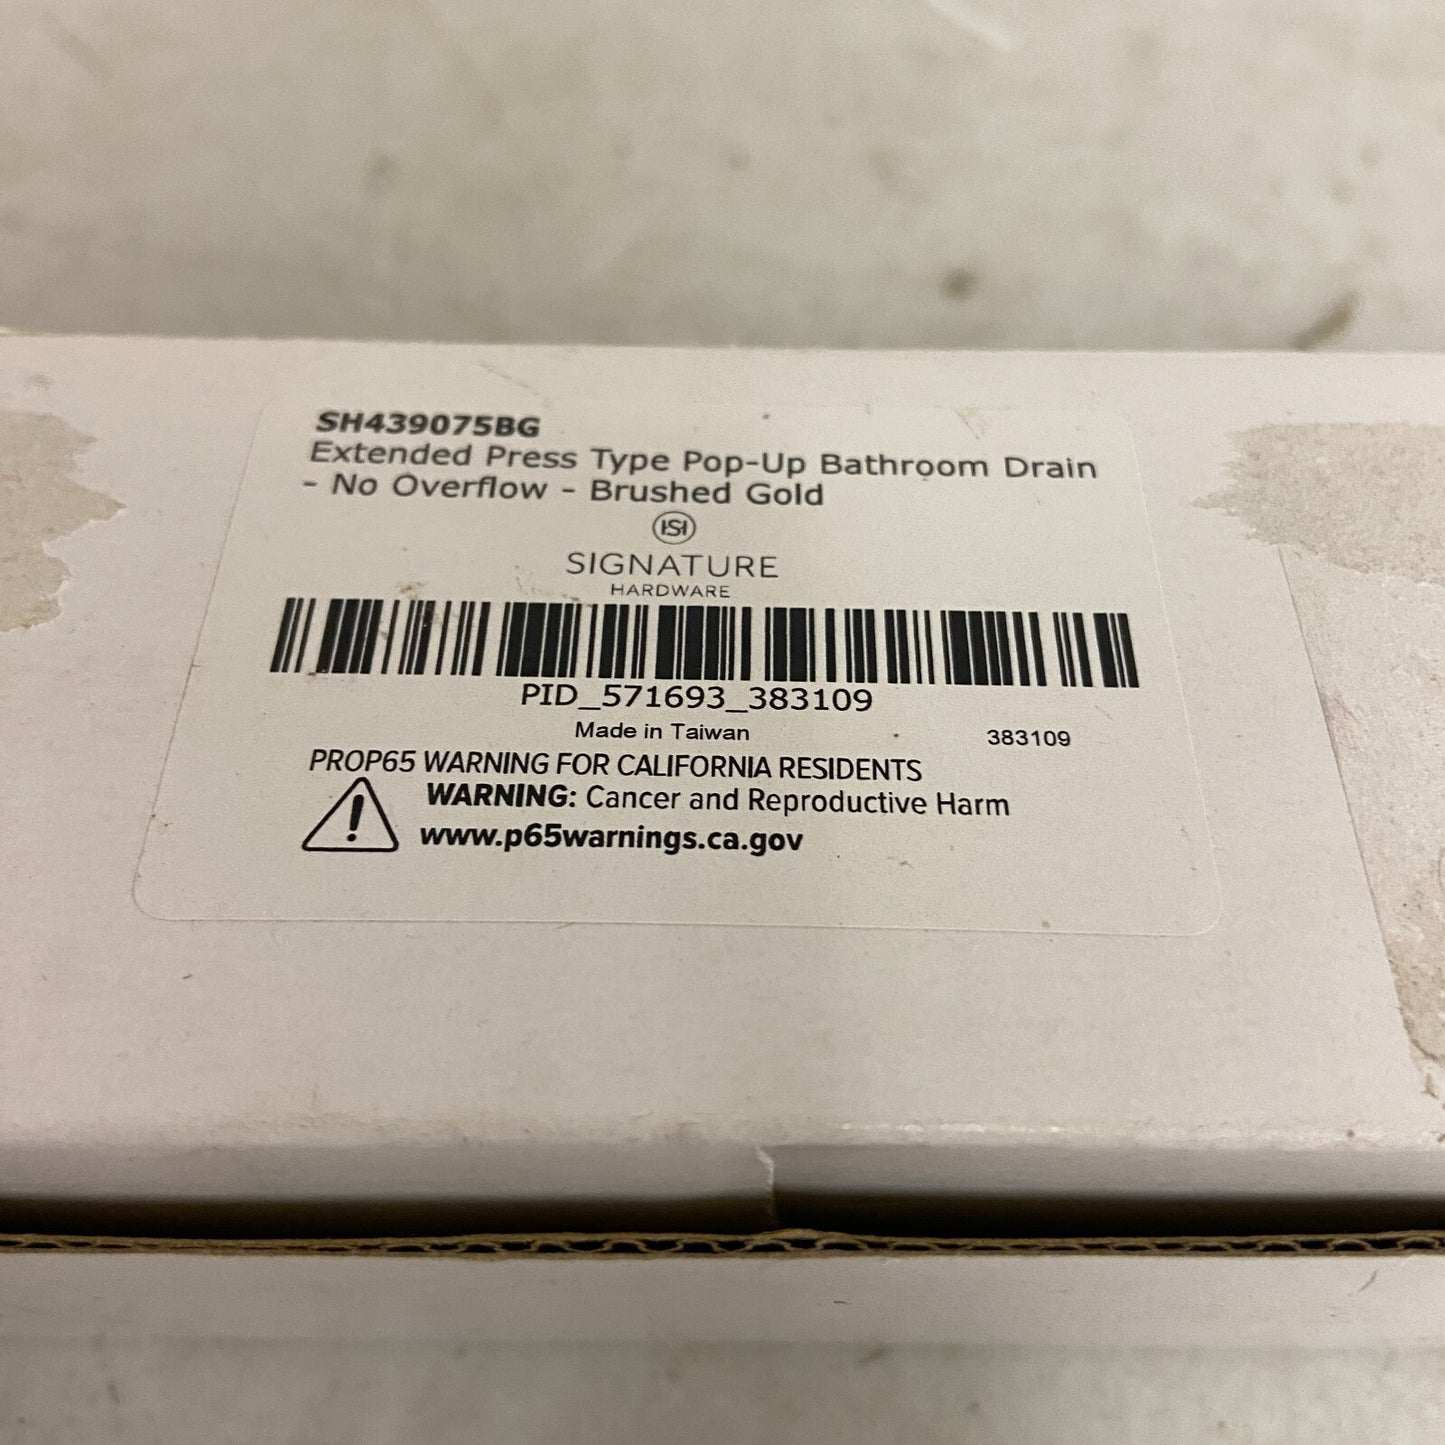 SH439075BG
Extended Press Type Pop-Up Bathroom Drain
- No Overflow - Brushed Gold
SIGNATURE
HARDWARE
PID_571693_383109
Made in Taiwan
383109
PROP65 WARNING FOR CALIFORNIA RESIDENTS
WARNING: Cancer and Reproductive Harm
www.p65warnings.ca.gov